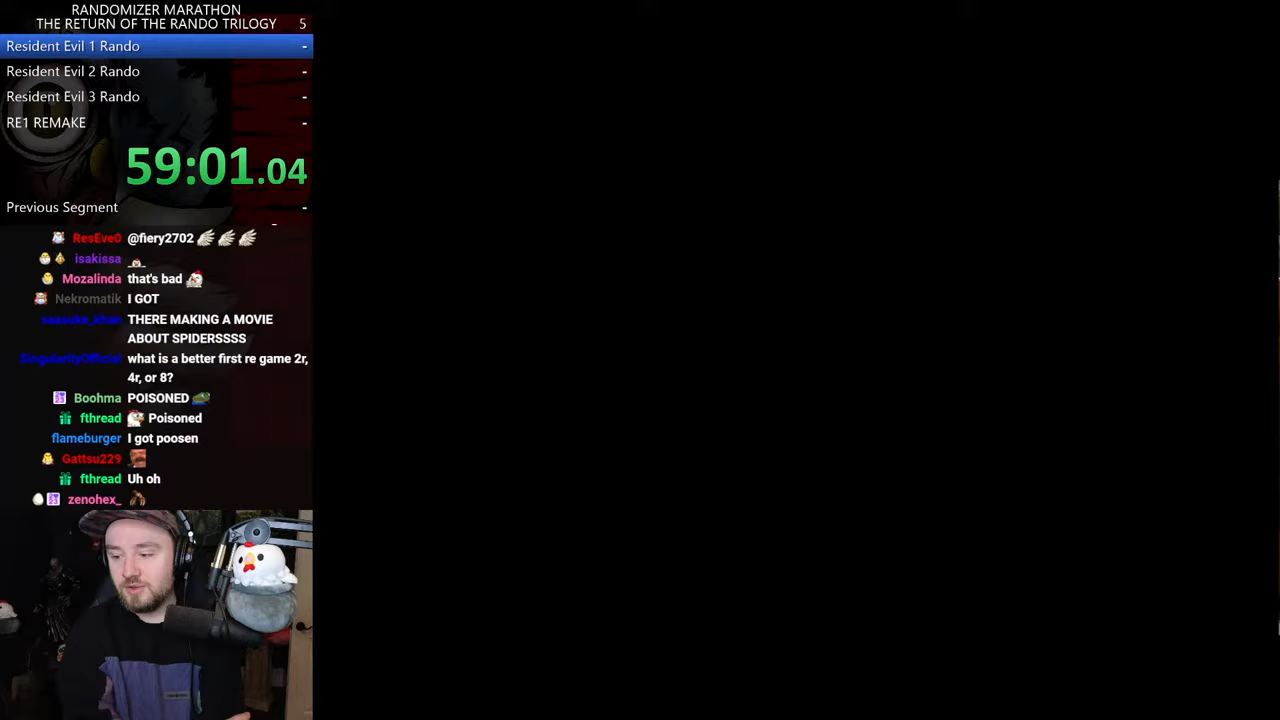 RANDOMIZER MARATHON
THE RETURN OF THE RANDO TRILOGY 5
Resident Evil 1 Rando -
Resident Evil 2 Rando -
Resident Evil 3 Rando -
RE1 REMAKE -
59:01.04
Previous Segment -
ResEve0 @fiery2702
isakissa
Mozalinda that's bad
Nekromatik I GOT
saasuke_khan THERE MAKING A MOVIE
ABOUT SPIDERSSSS
SingularityOfficial what is a better first re game 2r,
4r, or 8?
Boohma POISONED
fthread Poisoned
flameburger I got poosen
Gattsu229
fthread Uh oh
zenohex_